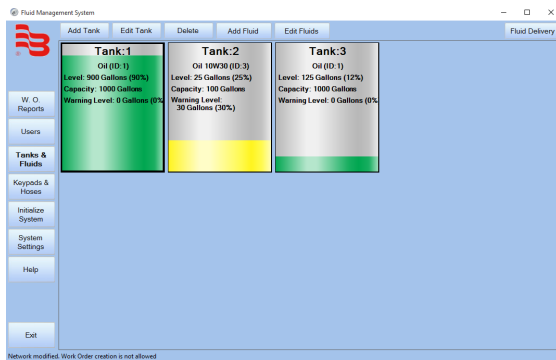 Fluid Management System
Add Tank Edit Tank Delete Add Fluid Edit Fluids Fluid Delivery
W. O.
Reports
Users
Tanks &
Fluids
Keypads &
Hoses
Initialize
System
System
Settings
Help
Exit
Tank:1
Oil (ID:1)
Level: 900 Gallons (90%)
Capacity: 1000 Gallons
Warning Level: 0 Gallons (0%
Tank:2
Oil 10W30 (ID:3)
Level: 25 Gallons (25%)
Capacity: 100 Gallons
Warning Level:
30 Gallons (30%)
Tank:3
Oil (ID:1)
Level: 125 Gallons (12%)
Capacity: 1000 Gallons
Warning Level: 0 Gallons (0%
Network modified. Work Order creation is not allowed